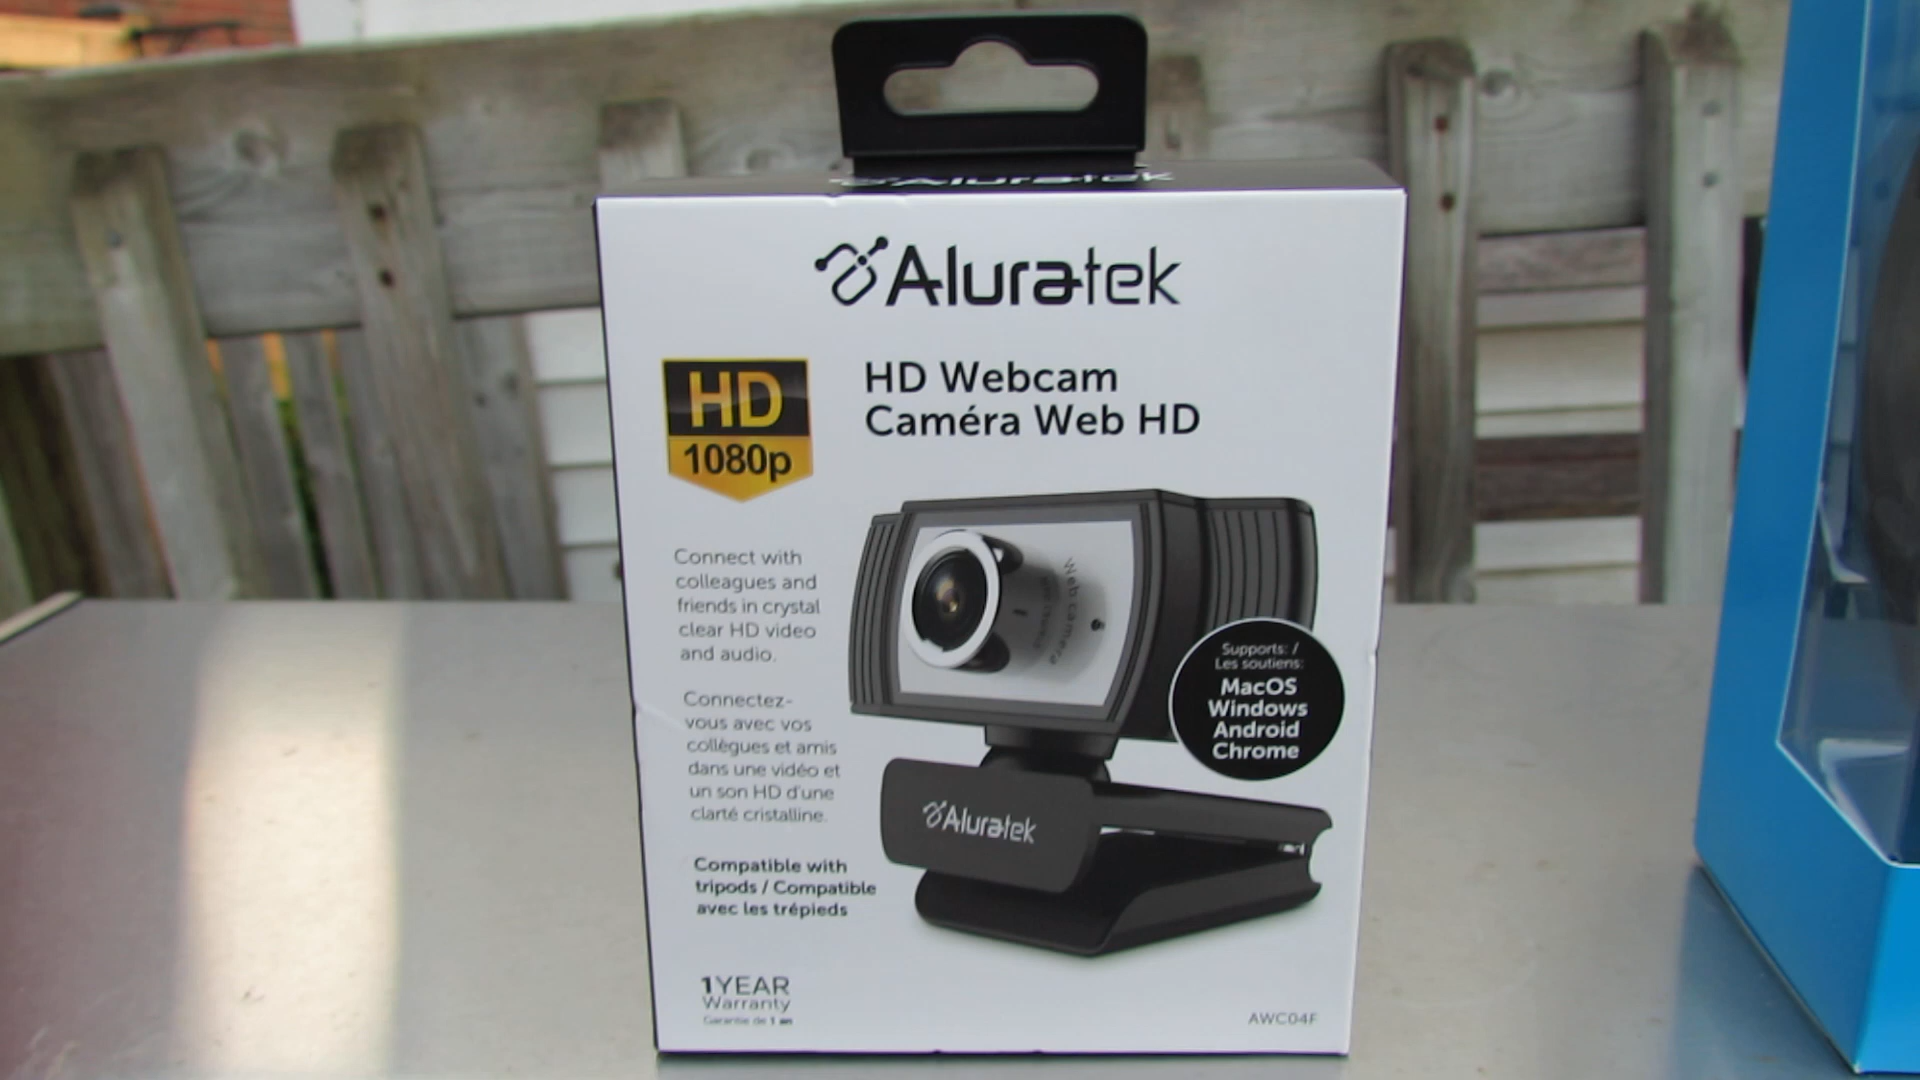 Aluratek
Aluratek
HD
1080p
HD Webcam
Caméra Web HD
Connect with
colleagues and
friends in crystal
clear HD video
and audio.
Connectez-
vous avec vos
collègues et amis
dans une vidéo et
un son HD d'une
clarté cristalline.
Compatible with
tripods / Compatible
avec les trépieds
Webcamera
Supports: /
Les soutiens:
MacOS
Windows
Android
Chrome
Aluratek
1 YEAR
Warranty
Garantie de 1 an
AWC04F